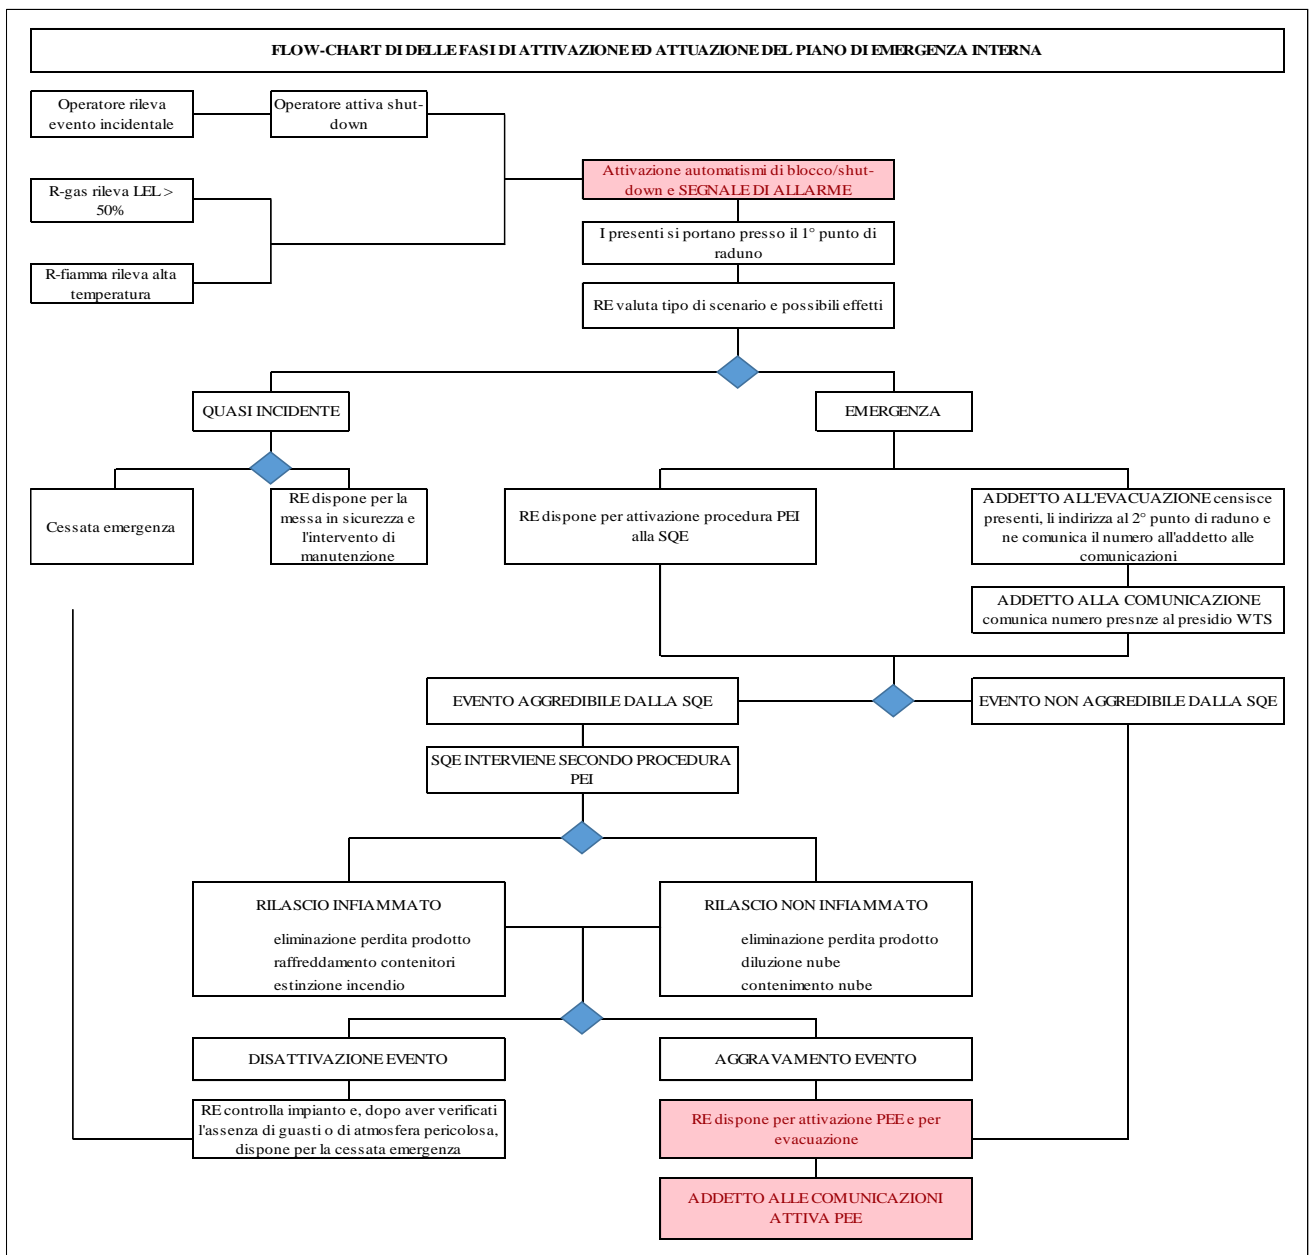 FLOW-CHART DI DELLE FASI DI ATTIVAZIONE ED ATTUAZIONE DEL PIANO DI EMERGENZA INTERNA
Operatore rileva
evento incidentale
Operatore attiva shut-
down
Attivazione automatismi di blocco/shut-
down e SEGNALE DI ALLARME
R-gas rileva LEL >
50%
I presenti si portano presso il 1° punto di
raduno
R-fiamma rileva alta
temperatura
RE valuta tipo di scenario e possibili effetti
QUASI INCIDENTE
EMERGENZA
Cessata emergenza
RE dispone per la
messa in sicurezza e
l'intervento di
manutenzione
RE dispone per attivazione procedura PEI
alla SQE
ADDETTO ALL'EVACUAZIONE censisce
presenti, li indirizza al 2° punto di raduno e
ne comunica il numero all'addetto alle
comunicazioni
ADDETTO ALLA COMUNICAZIONE
comunica numero presnze al presidio WTS
EVENTO AGGREDIBILE DALLA SQE
EVENTO NON AGGREDIBILE DALLA SQE
SQE INTERVIENE SECONDO PROCEDURA
PEI
RILASCIO INFIAMMATO
eliminazione perdita prodotto
raffreddamento contenitori
estinzione incendio
RILASCIO NON INFIAMMATO
eliminazione perdita prodotto
diluzione nube
contenimento nube
DISATTIVAZIONE EVENTO
AGGRAVAMENTO EVENTO
RE controlla impianto e, dopo aver verificati
l'assenza di guasti o di atmosfera pericolosa,
dispone per la cessata emergenza
RE dispone per attivazione PEE e per
evacuazione
ADDETTO ALLE COMUNICAZIONI
ATTIVA PEE